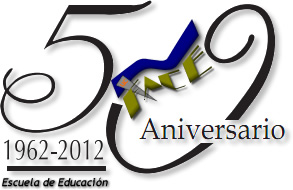 50
FACE
Aniversario
1962-2012
Escuela de Educación